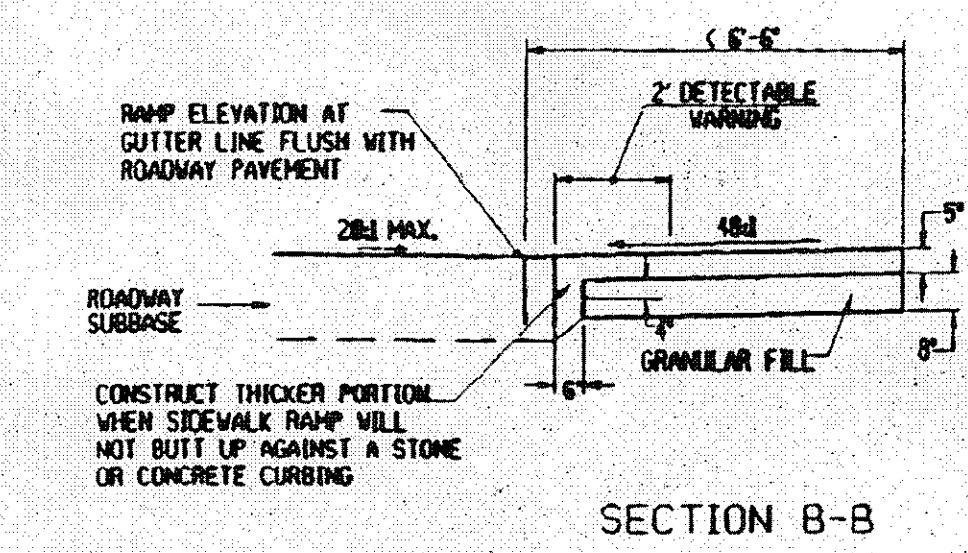 < 6'-6"
2' DETECTABLE
WARNING
RAMP ELEVATION AT
GUTTER LINE FLUSH WITH
ROADWAY PAVEMENT
20:1 MAX.
48:1
5"
ROADWAY
SUBBASE
4"
GRANULAR FILL
8"
6"
CONSTRUCT THICKER PORTION
WHEN SIDEWALK RAMP WILL
NOT BUTT UP AGAINST A STONE
OR CONCRETE CURBING
SECTION B-B